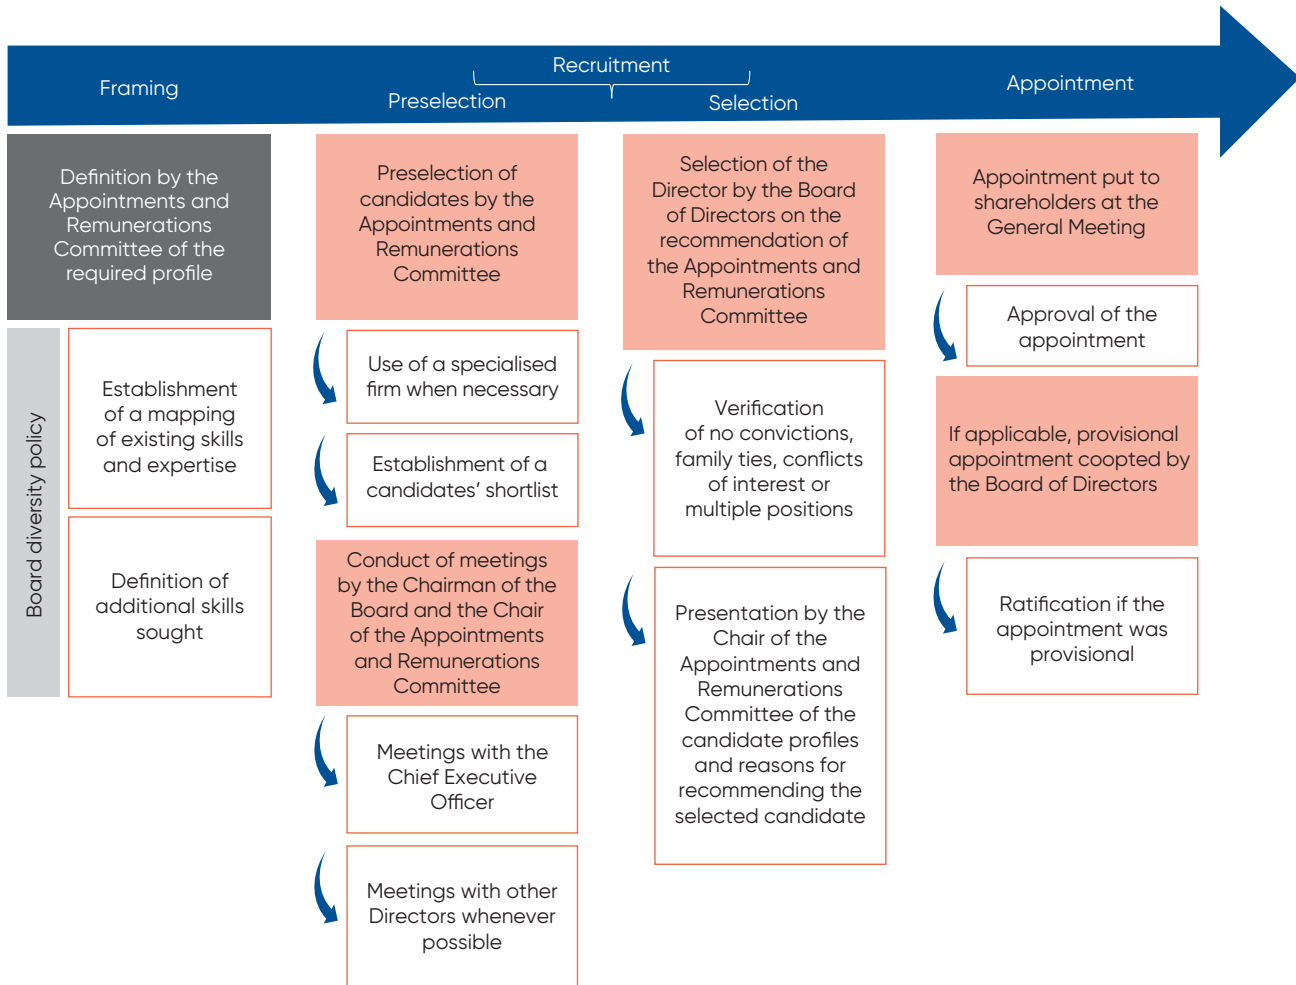 Recruitment
Framing
Preselection
Selection
Appointment
Definition by the
Appointments and
Remunerations
Committee of the
required profile
Board diversity policy
Establishment
of a mapping
of existing skills
and expertise
Definition of
additional skills
sought
Preselection of
candidates by the
Appointments and
Remunerations
Committee
Use of a specialised
firm when necessary
Establishment of a
candidates’ shortlist
Conduct of meetings
by the Chairman of the
Board and the Chair
of the Appointments
and Remunerations
Committee
Meetings with the
Chief Executive
Officer
Meetings with other
Directors whenever
possible
Selection of the
Director by the Board
of Directors on the
recommendation of
the Appointments and
Remunerations
Committee
Verification
of no convictions,
family ties, conflicts
of interest or
multiple positions
Presentation by the
Chair of the
Appointments and
Remunerations
Committee of the
candidate profiles
and reasons for
recommending the
selected candidate
Appointment put to
shareholders at the
General Meeting
Approval of the
appointment
If applicable, provisional
appointment coopted by
the Board of Directors
Ratification if the
appointment was
provisional